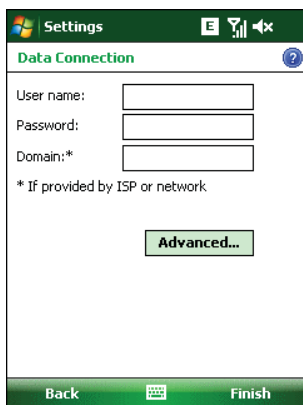 Settings E
Data Connection ?
User name:
Password:
Domain:*
* If provided by ISP or network
Advanced...
Back Finish